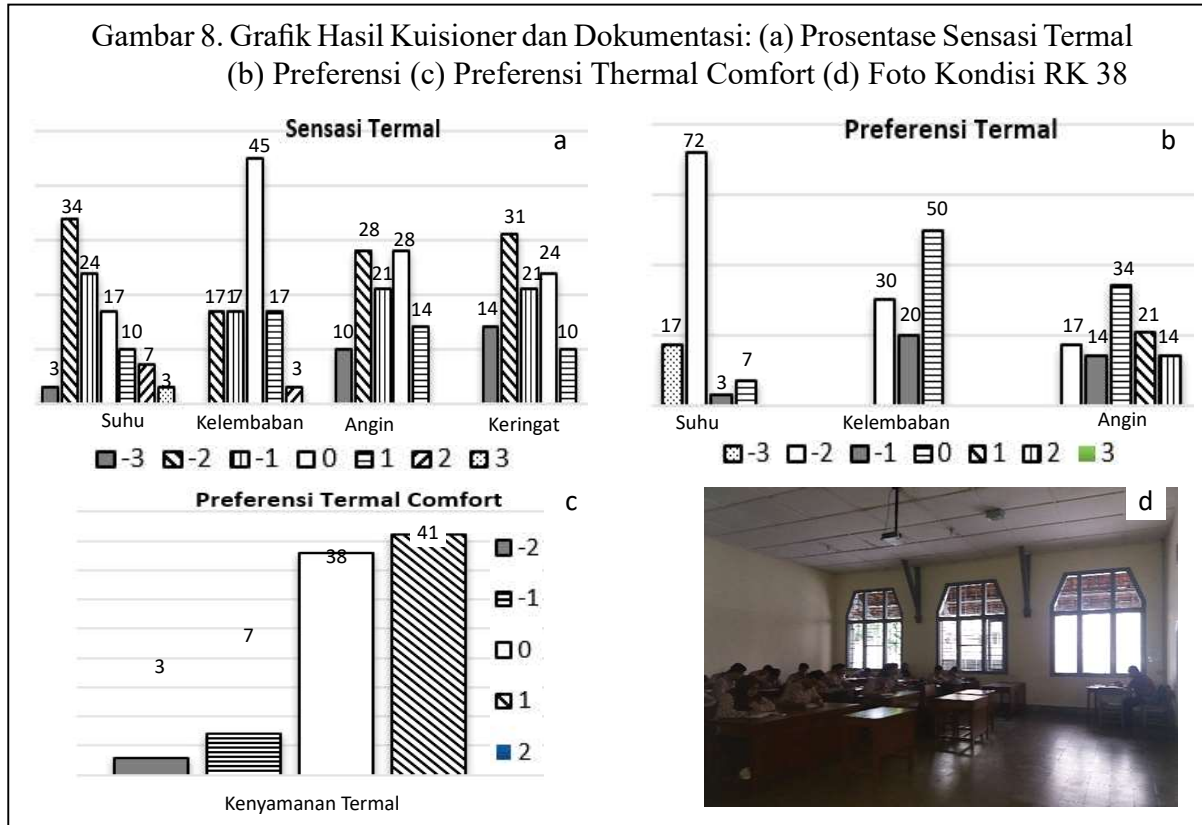 Gambar 8. Grafik Hasil Kuisioner dan Dokumentasi: (a) Prosentase Sensasi Termal
(b) Preferensi (c) Preferensi Thermal Comfort (d) Foto Kondisi RK 38
Sensasi Termal
a
3 34 24 17 10 7 3
17 17 45 17 3
10 28 21 28 14
14 31 21 24 10
Suhu Kelembaban Angin Keringat
-3 -2 -1 0 1 2 3
Preferensi Termal
b
17 72 3 7
30 20 50
17 14 34 21 14
Suhu Kelembaban Angin
-3 -2 -1 0 1 2 3
Preferensi Termal Comfort
c
3 7 38 41
-2
-1
0
1
2
Kenyamanan Termal
d